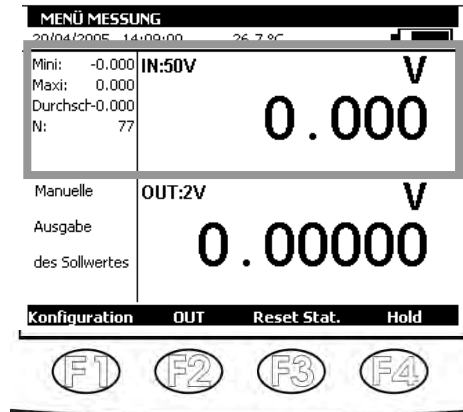 MENÜ MESSUNG
20/04/2005 14:09:00 26.7 °C
Mini: -0.000 IN:50V V
Maxi: 0.000
Durchsch-0.000 0.000
N: 77
Manuelle OUT:2V V
Ausgabe
des Sollwertes 0.00000
Konfiguration OUT Reset Stat. Hold
F1 F2 F3 F4